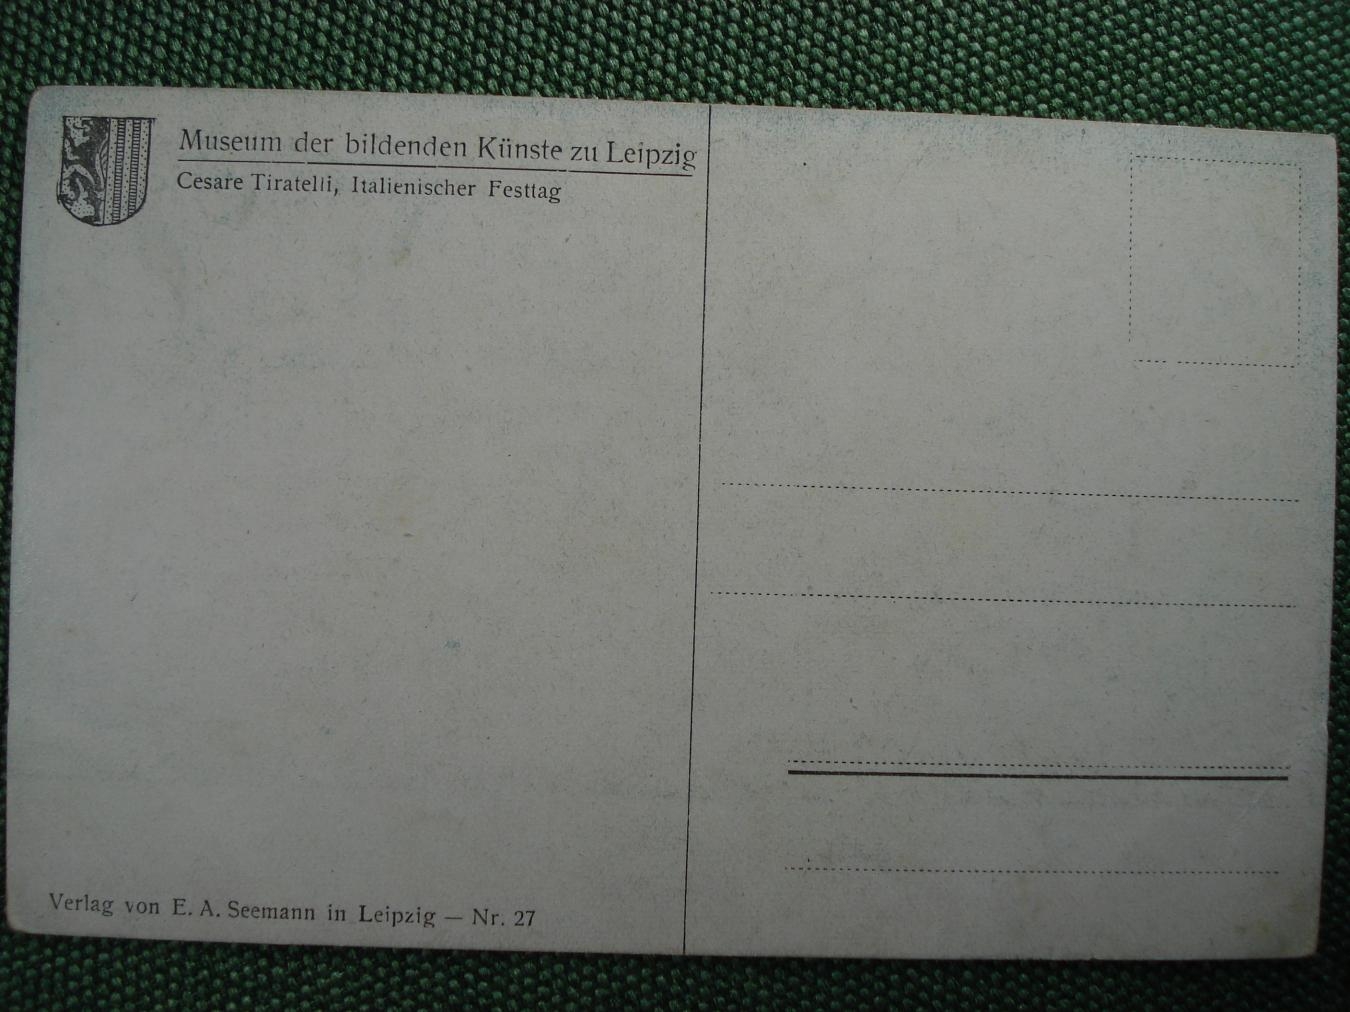 Museum der bildenden Künste zu Leipzig
Cesare Tiratelli, Italienischer Festtag
Verlag von E. A. Seemann in Leipzig — Nr. 27